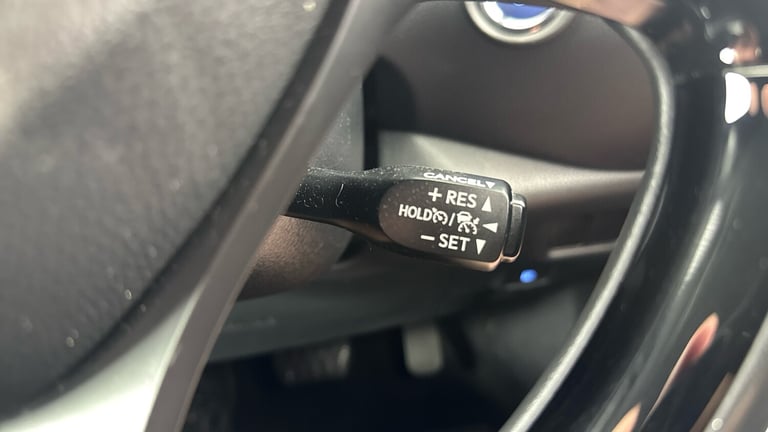 CANCEL▼
+ RES ▲
HOLD / ◄
− SET ▼